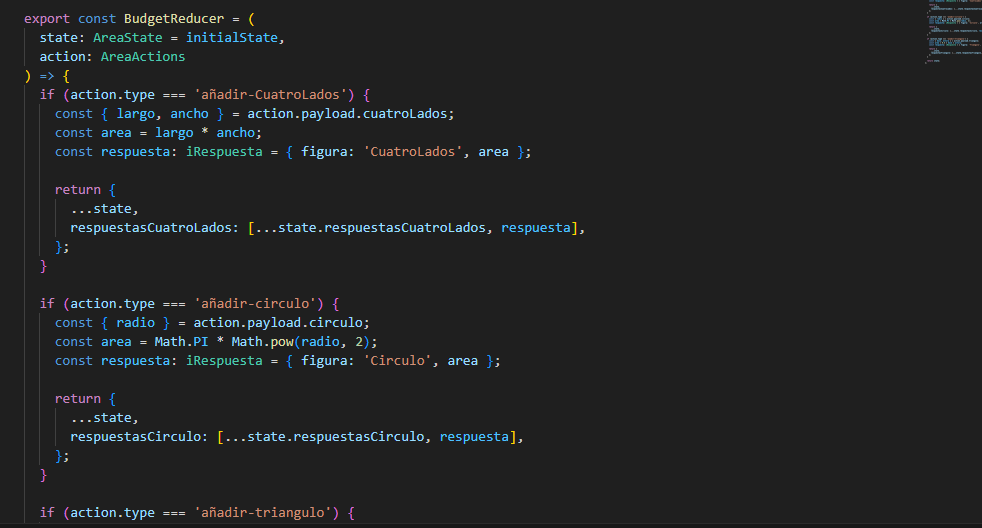 export const BudgetReducer = (
  state: AreaState = initialState,
  action: AreaActions
) => {
  if (action.type === 'añadir-CuatroLados') {
    const { largo, ancho } = action.payload.cuatroLados;
    const area = largo * ancho;
    const respuesta: iRespuesta = { figura: 'CuatroLados', area };

    return {
      ...state,
      respuestasCuatroLados: [...state.respuestasCuatroLados, respuesta],
    };
  }

  if (action.type === 'añadir-circulo') {
    const { radio } = action.payload.circulo;
    const area = Math.PI * Math.pow(radio, 2);
    const respuesta: iRespuesta = { figura: 'Circulo', area };

    return {
      ...state,
      respuestasCirculo: [...state.respuestasCirculo, respuesta],
    };
  }

  if (action.type === 'añadir-triangulo') {